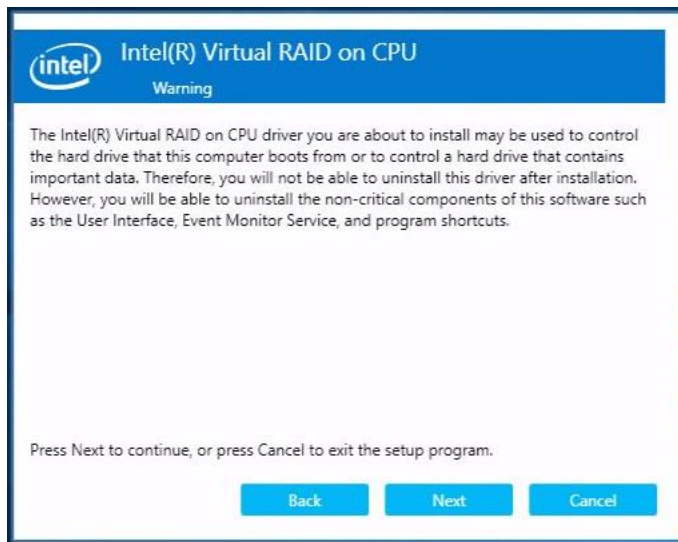 intel
Intel(R) Virtual RAID on CPU
Warning
The Intel(R) Virtual RAID on CPU driver you are about to install may be used to control
the hard drive that this computer boots from or to control a hard drive that contains
important data. Therefore, you will not be able to uninstall this driver after installation.
However, you will be able to uninstall the non-critical components of this software such
as the User Interface, Event Monitor Service, and program shortcuts.
Press Next to continue, or press Cancel to exit the setup program.
Back
Next
Cancel